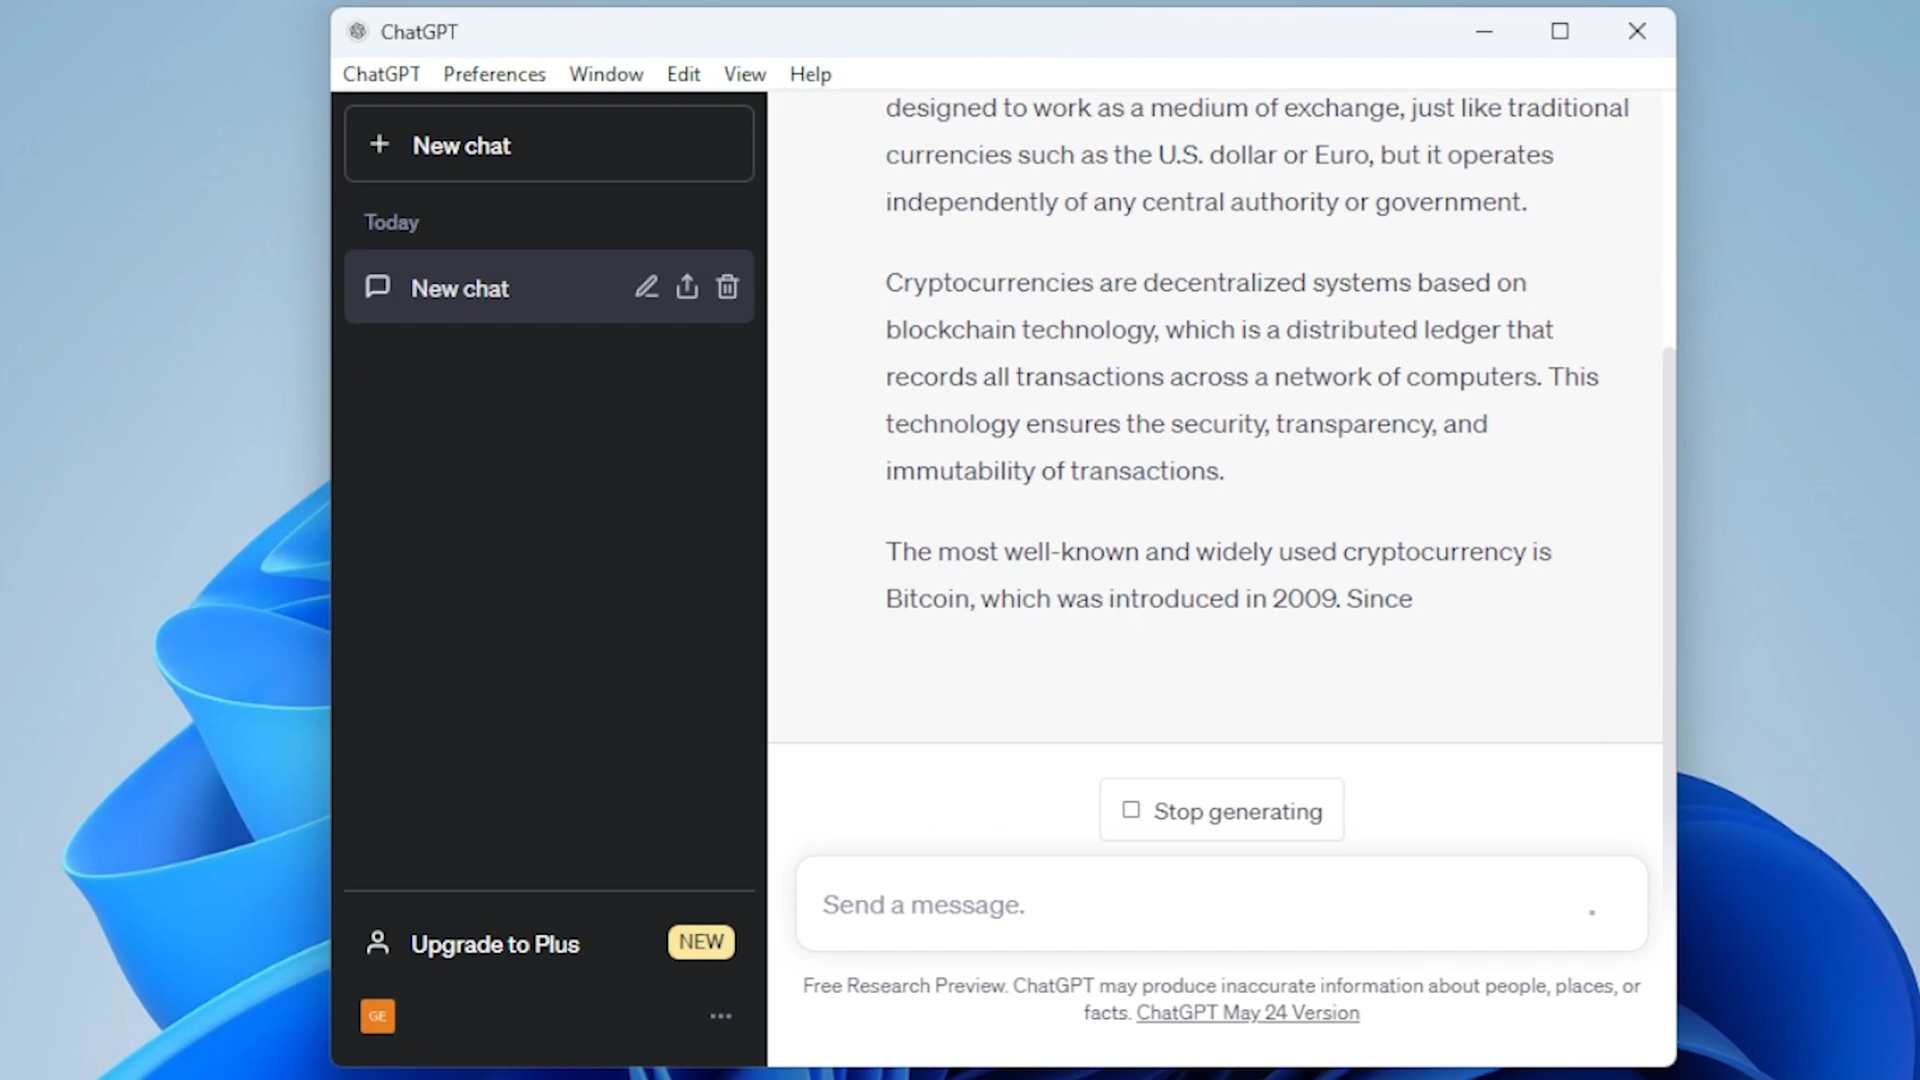 ChatGPT
ChatGPT Preferences Window Edit View Help
New chat
Today
New chat
Upgrade to Plus NEW
GE
designed to work as a medium of exchange, just like traditional
currencies such as the U.S. dollar or Euro, but it operates
independently of any central authority or government.
Cryptocurrencies are decentralized systems based on
blockchain technology, which is a distributed ledger that
records all transactions across a network of computers. This
technology ensures the security, transparency, and
immutability of transactions.
The most well-known and widely used cryptocurrency is
Bitcoin, which was introduced in 2009. Since
Stop generating
Send a message.
Free Research Preview. ChatGPT may produce inaccurate information about people, places, or
facts. ChatGPT May 24 Version